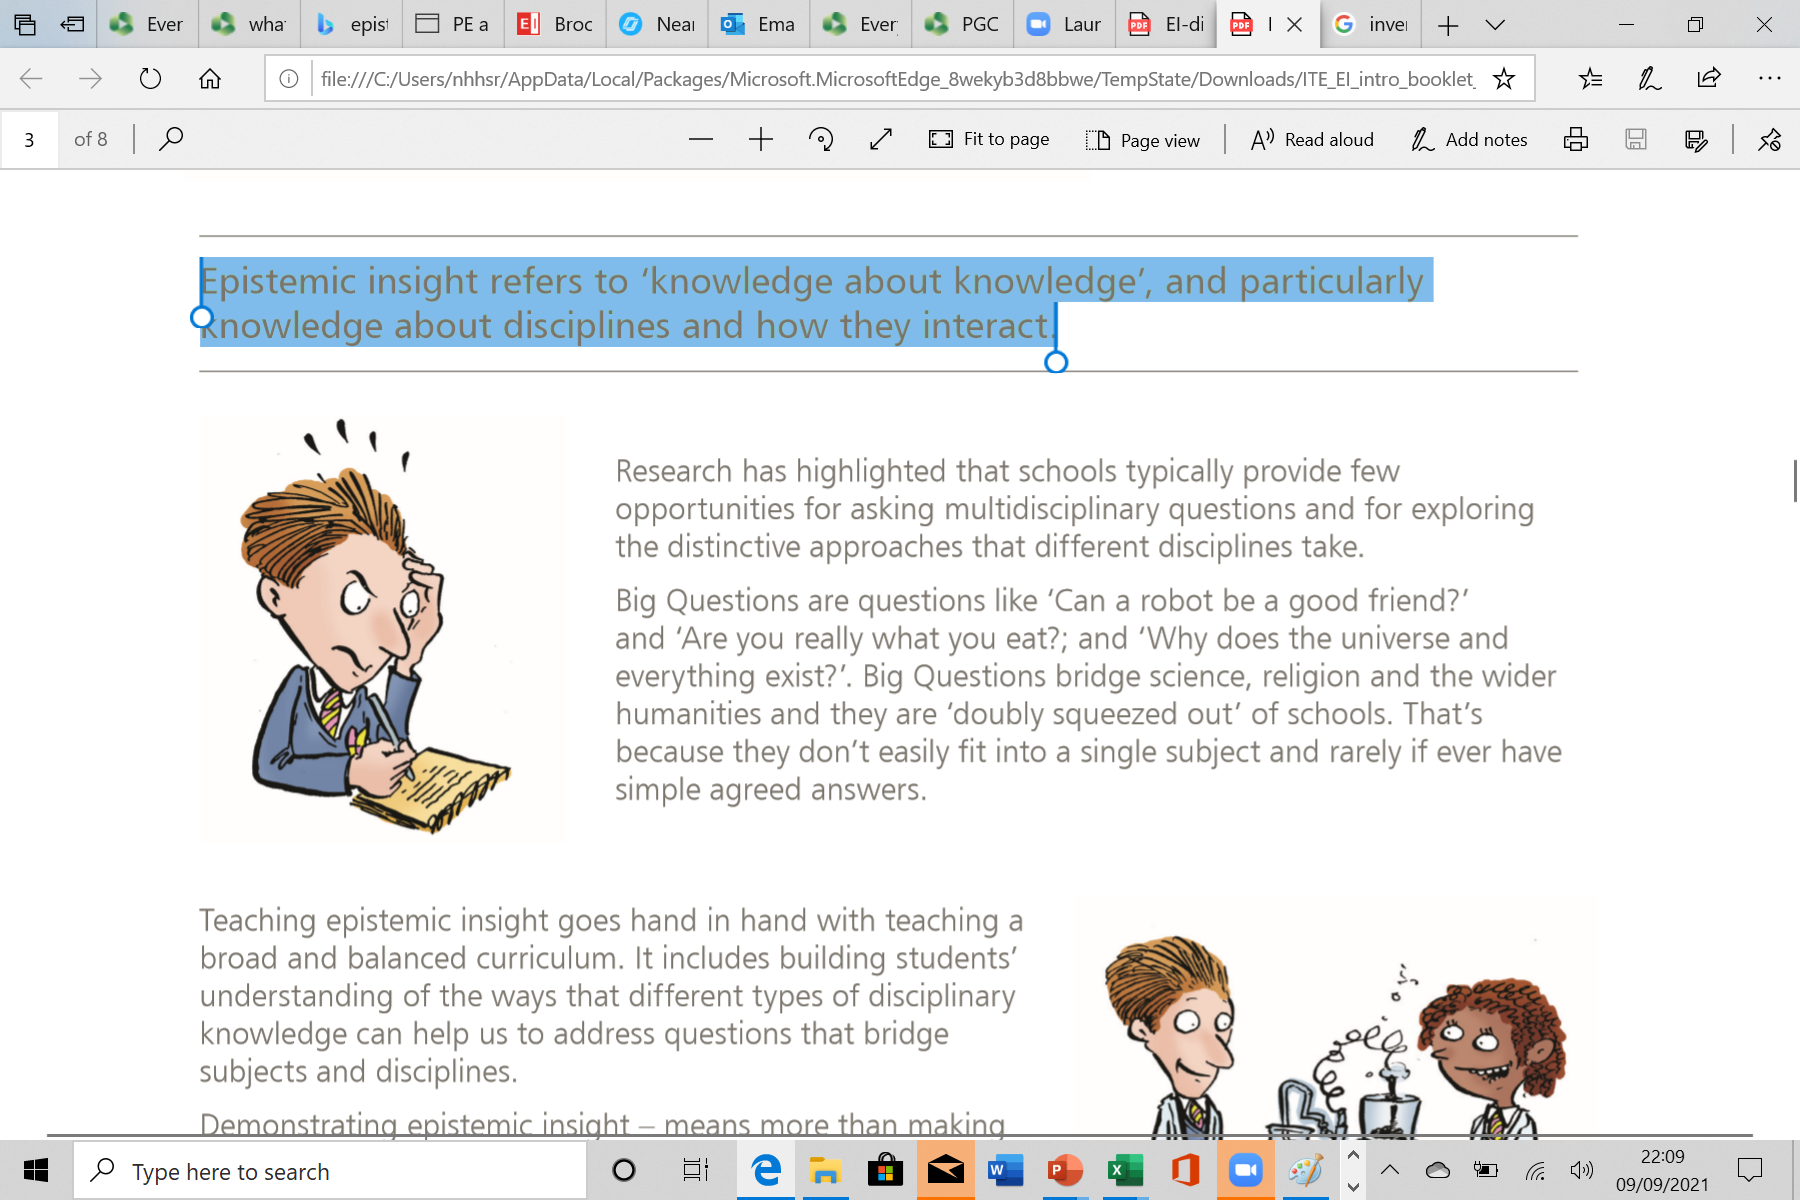 Ever
wha
epist
PE a
Broc
Near
Ema
Every
PGC
Laur
EI-di
I
inver
file:///C:/Users/nhhsr/AppData/Local/Packages/Microsoft.MicrosoftEdge_8wekyb3d8bbwe/TempState/Downloads/ITE_EI_intro_booklet_
3 of 8
Fit to page
Page view
Read aloud
Add notes
Epistemic insight refers to ‘knowledge about knowledge’, and particularly
knowledge about disciplines and how they interact.
Research has highlighted that schools typically provide few
opportunities for asking multidisciplinary questions and for exploring
the distinctive approaches that different disciplines take.
Big Questions are questions like ‘Can a robot be a good friend?’
and ‘Are you really what you eat?; and ‘Why does the universe and
everything exist?’. Big Questions bridge science, religion and the wider
humanities and they are ‘doubly squeezed out’ of schools. That’s
because they don’t easily fit into a single subject and rarely if ever have
simple agreed answers.
Teaching epistemic insight goes hand in hand with teaching a
broad and balanced curriculum. It includes building students’
understanding of the ways that different types of disciplinary
knowledge can help us to address questions that bridge
subjects and disciplines.
Demonstrating epistemic insight – means more than making
Type here to search
22:09
09/09/2021